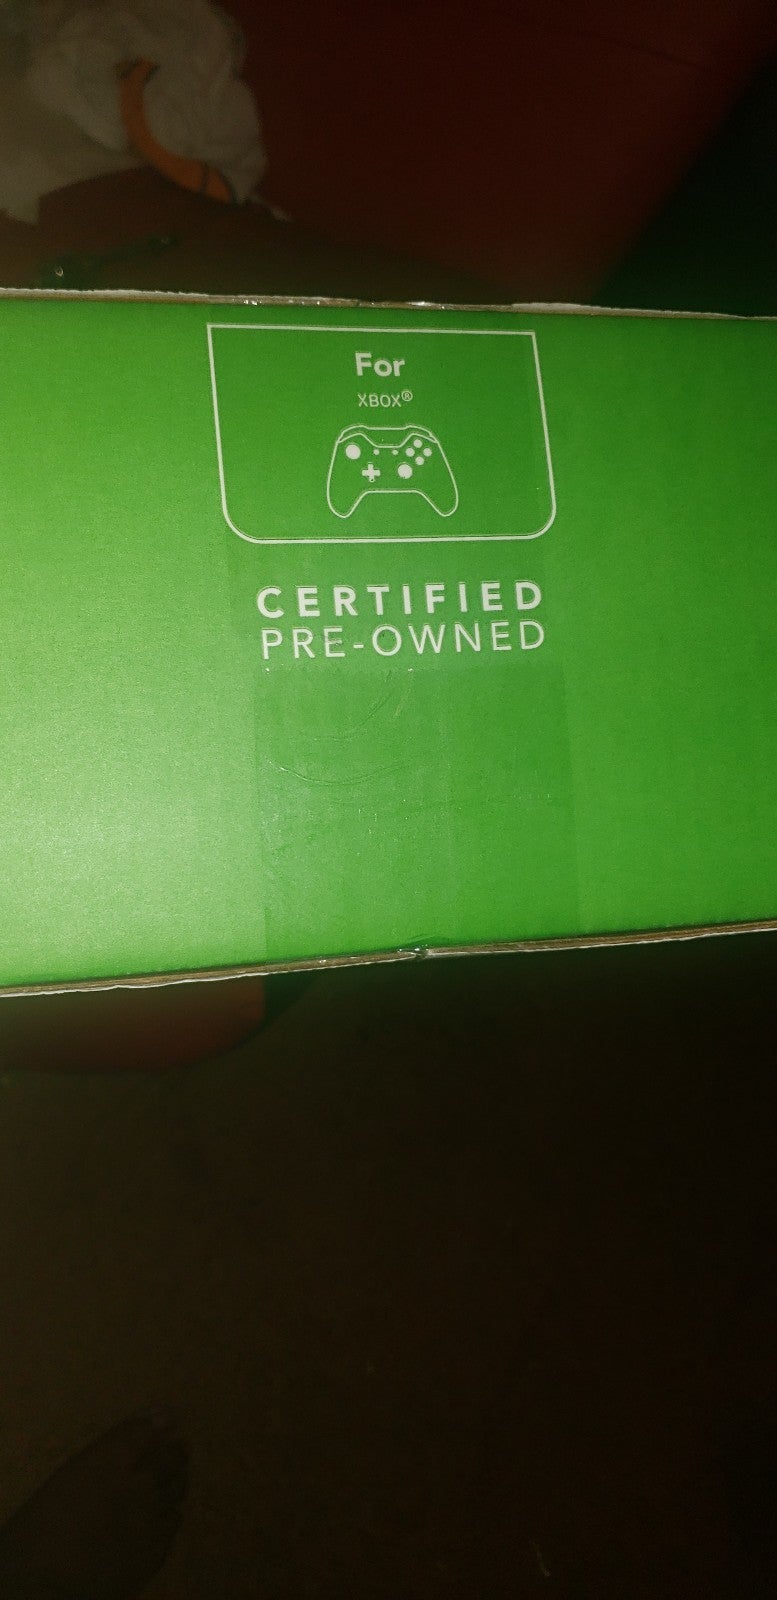 For
XBOX®
CERTIFIED
PRE-OWNED